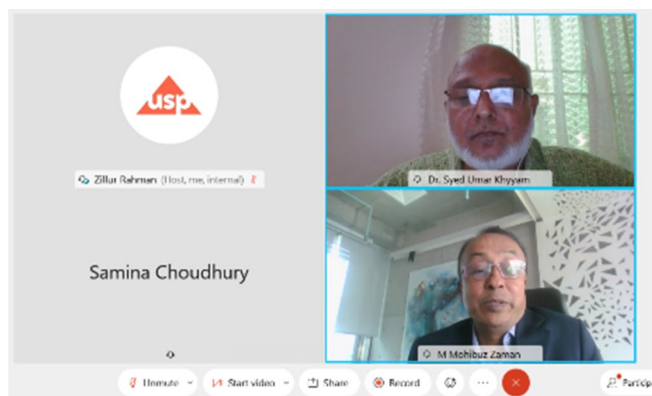 usp
Zillur Rahman (Host, me, internal)
Dr. Syed Umar Khyyam
Samina Choudhury
M Mohibuz Zaman
Unmute
Start video
Share
Record
Particip